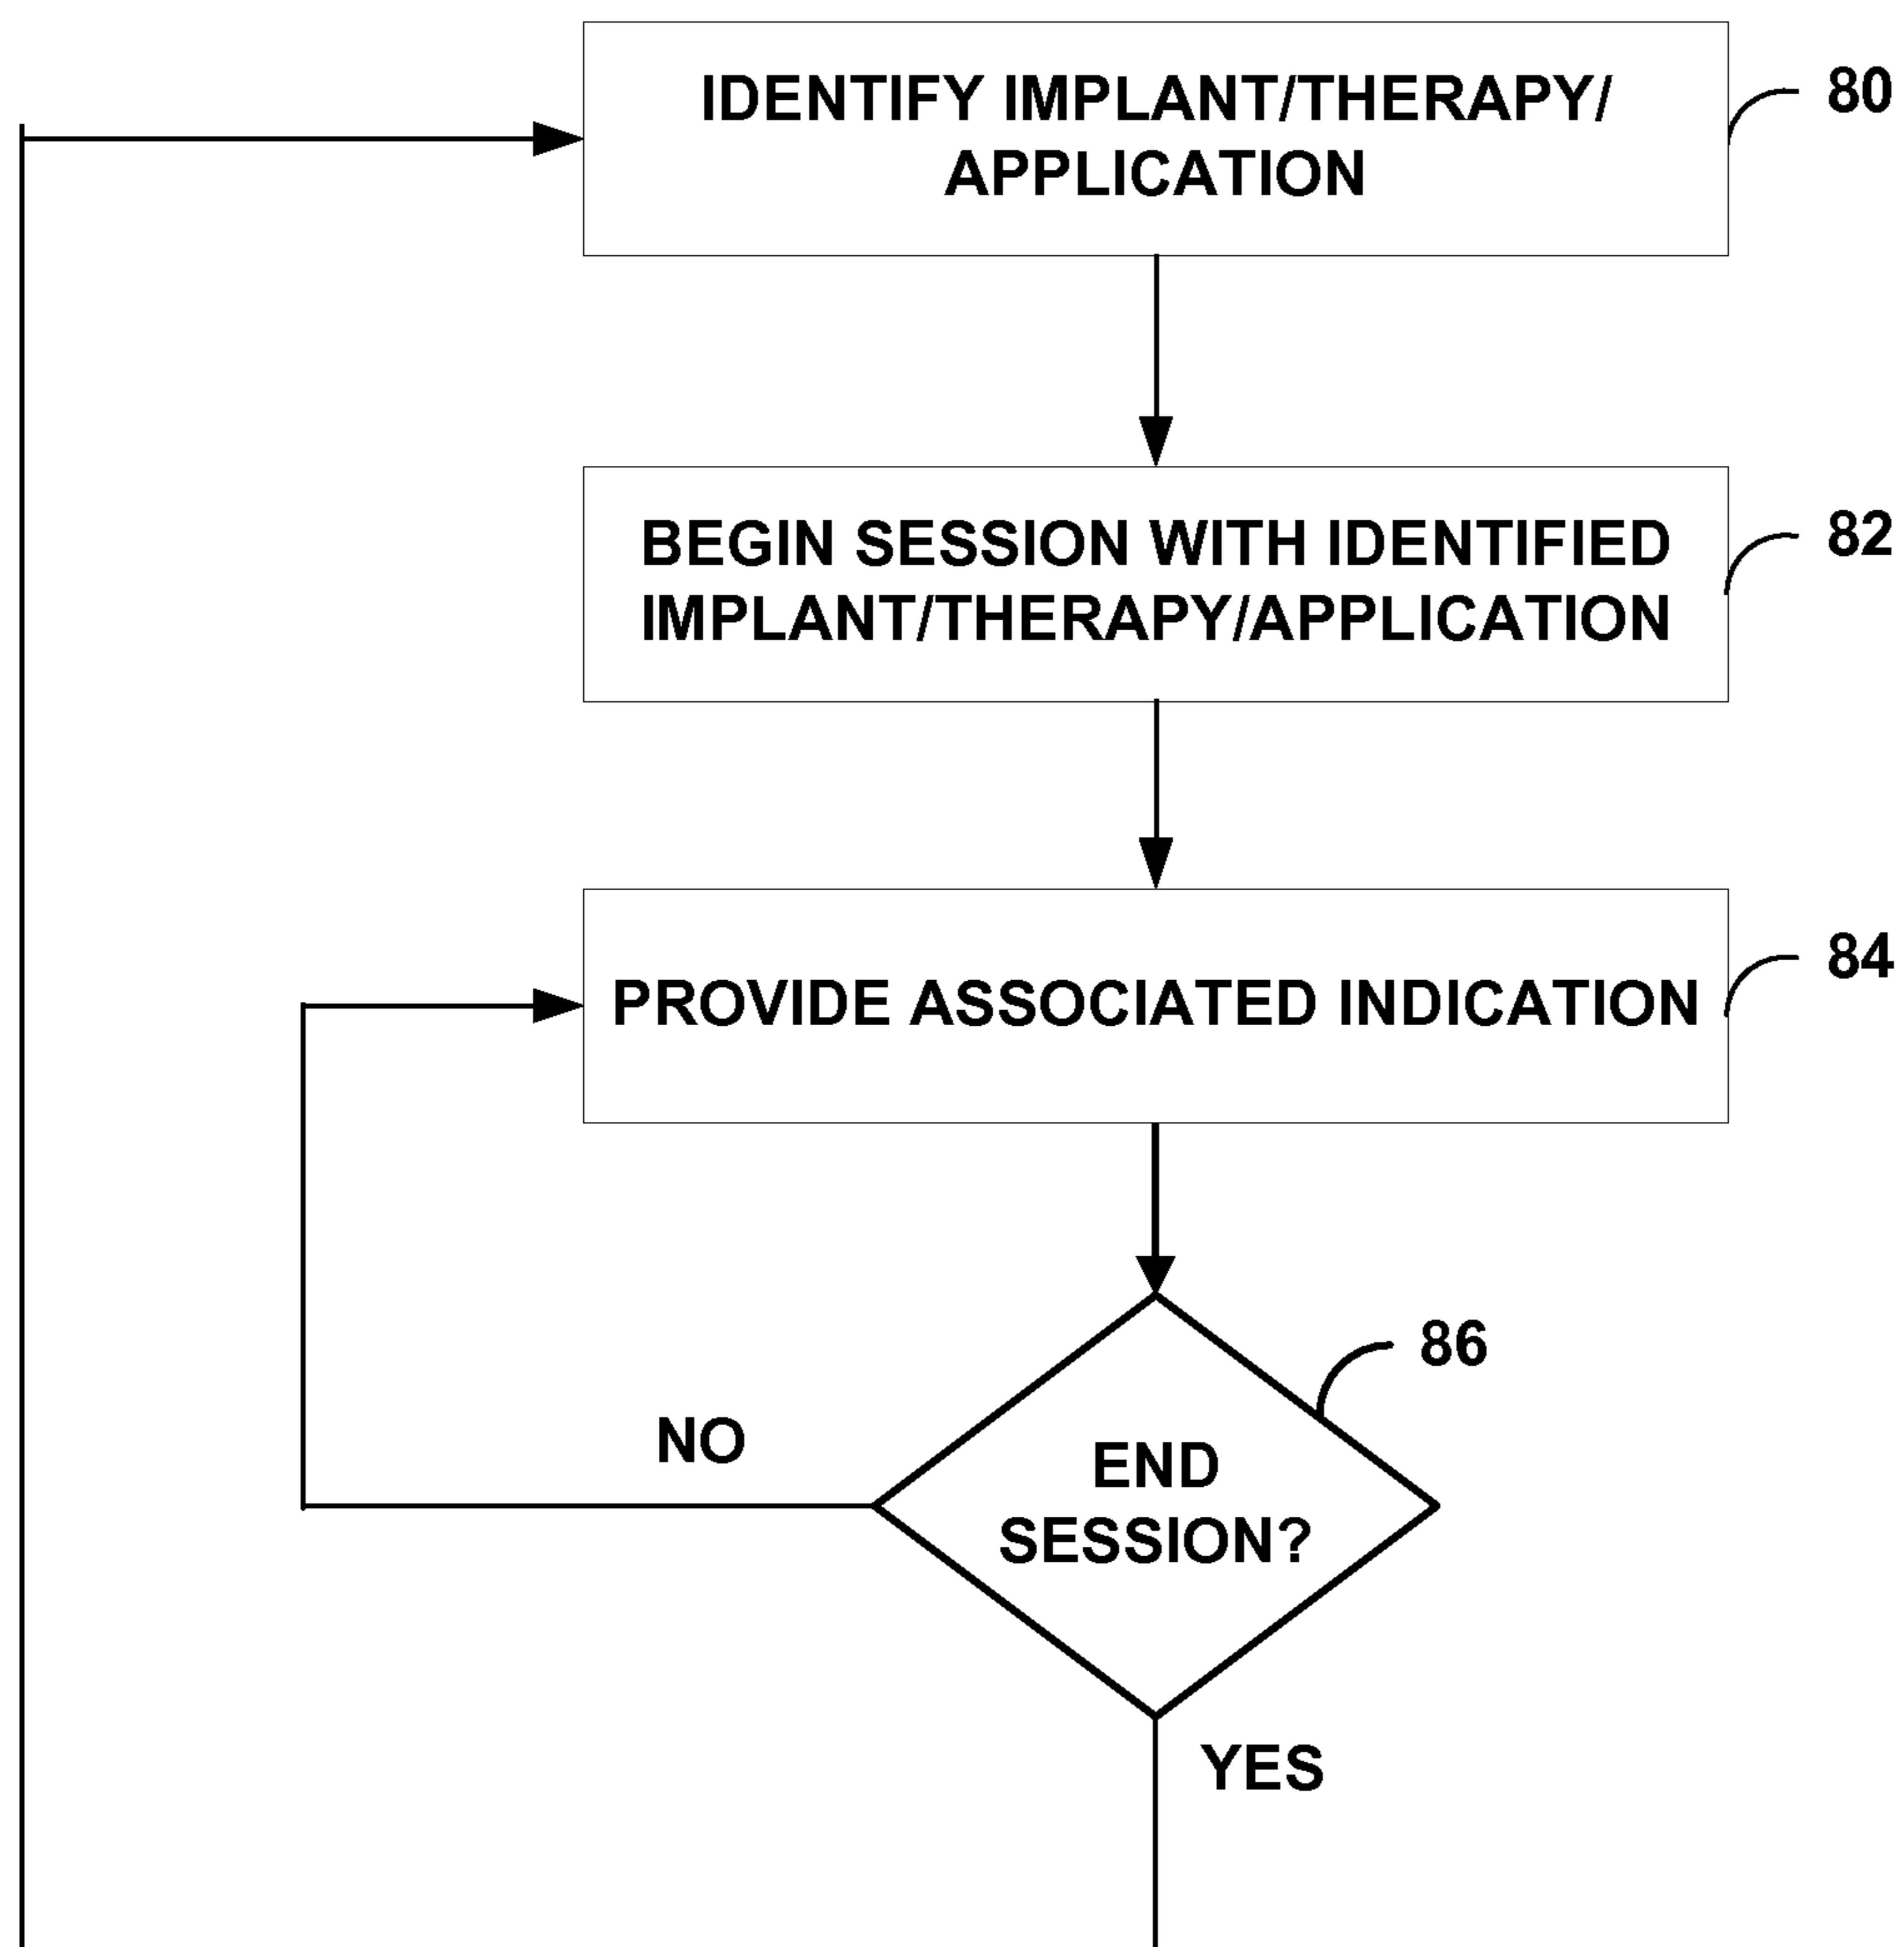 IDENTIFY IMPLANT/THERAPY/
APPLICATION
80
BEGIN SESSION WITH IDENTIFIED
IMPLANT/THERAPY/APPLICATION
82
PROVIDE ASSOCIATED INDICATION
84
86
NO
END
SESSION?
YES